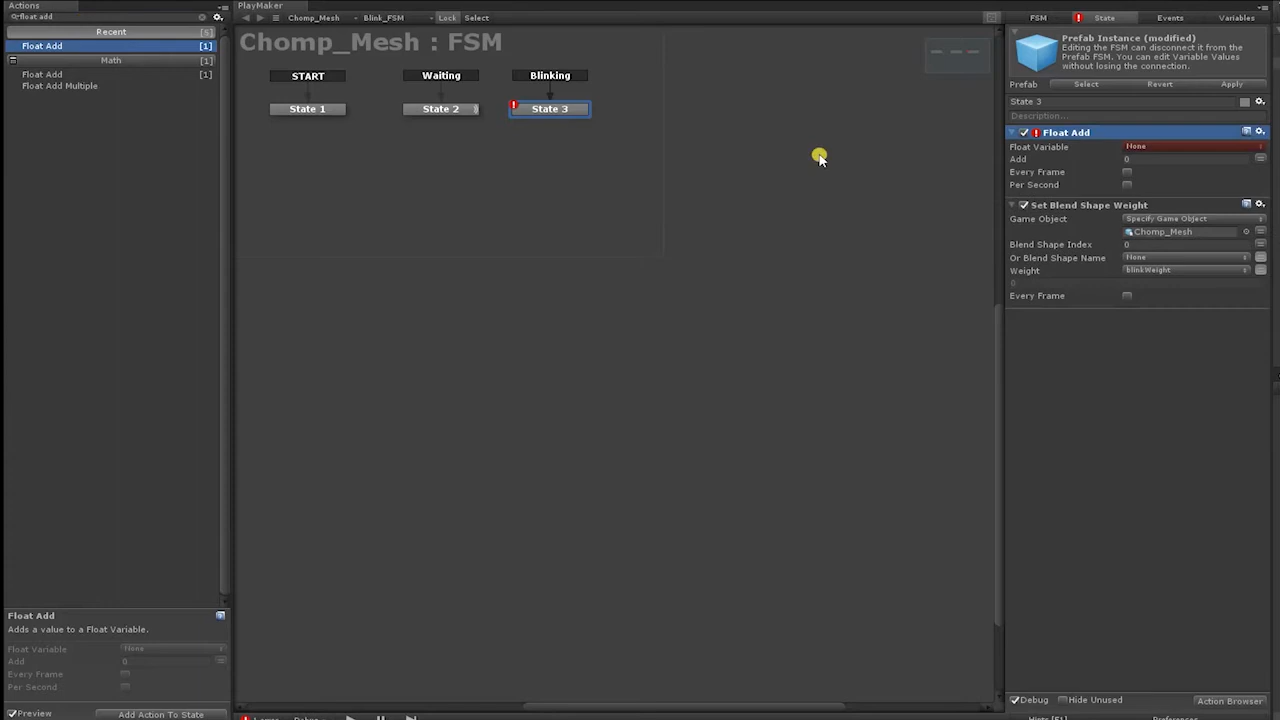 Actions
float add
Recent [5]
Float Add [1]
Math [1]
Float Add [1]
Float Add Multiple
Float Add
Adds a value to a Float Variable.
Float Variable None
Add 0
Every Frame
Per Second
Preview
Add Action To State
PlayMaker
Chomp_Mesh Blink_FSM Lock Select
Chomp_Mesh : FSM
START Waiting Blinking
State 1 State 2 State 3
FSM State Events Variables
Prefab Instance (modified)
Editing the FSM can disconnect it from the
Prefab FSM. You can edit Variable Values
without losing the connection.
Prefab Select Revert Apply
State 3
Description...
Float Add
Float Variable None
Add 0
Every Frame
Per Second
Set Blend Shape Weight
Game Object Specify Game Object
Chomp_Mesh
Blend Shape Index 0
Or Blend Shape Name None
Weight blinkWeight
0
Every Frame
Debug Hide Unused Action Browser